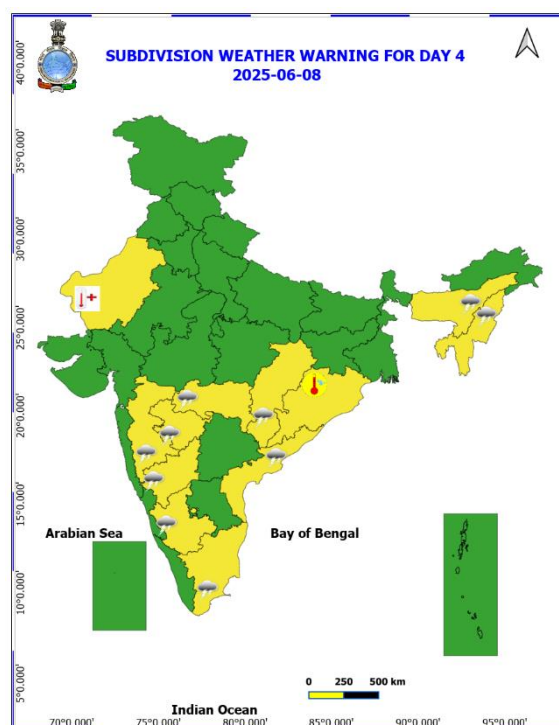 SUBDIVISION WEATHER WARNING FOR DAY 4
2025-06-08
40°0.000'
35°0.000'
30°0.000'
25°0.000'
20°0.000'
15°0.000'
10°0.000'
5°0.000'
Arabian Sea
Bay of Bengal
0 250 500 km
Indian Ocean
70°0.000' 75°0.000' 80°0.000' 85°0.000' 90°0.000' 95°0.000'